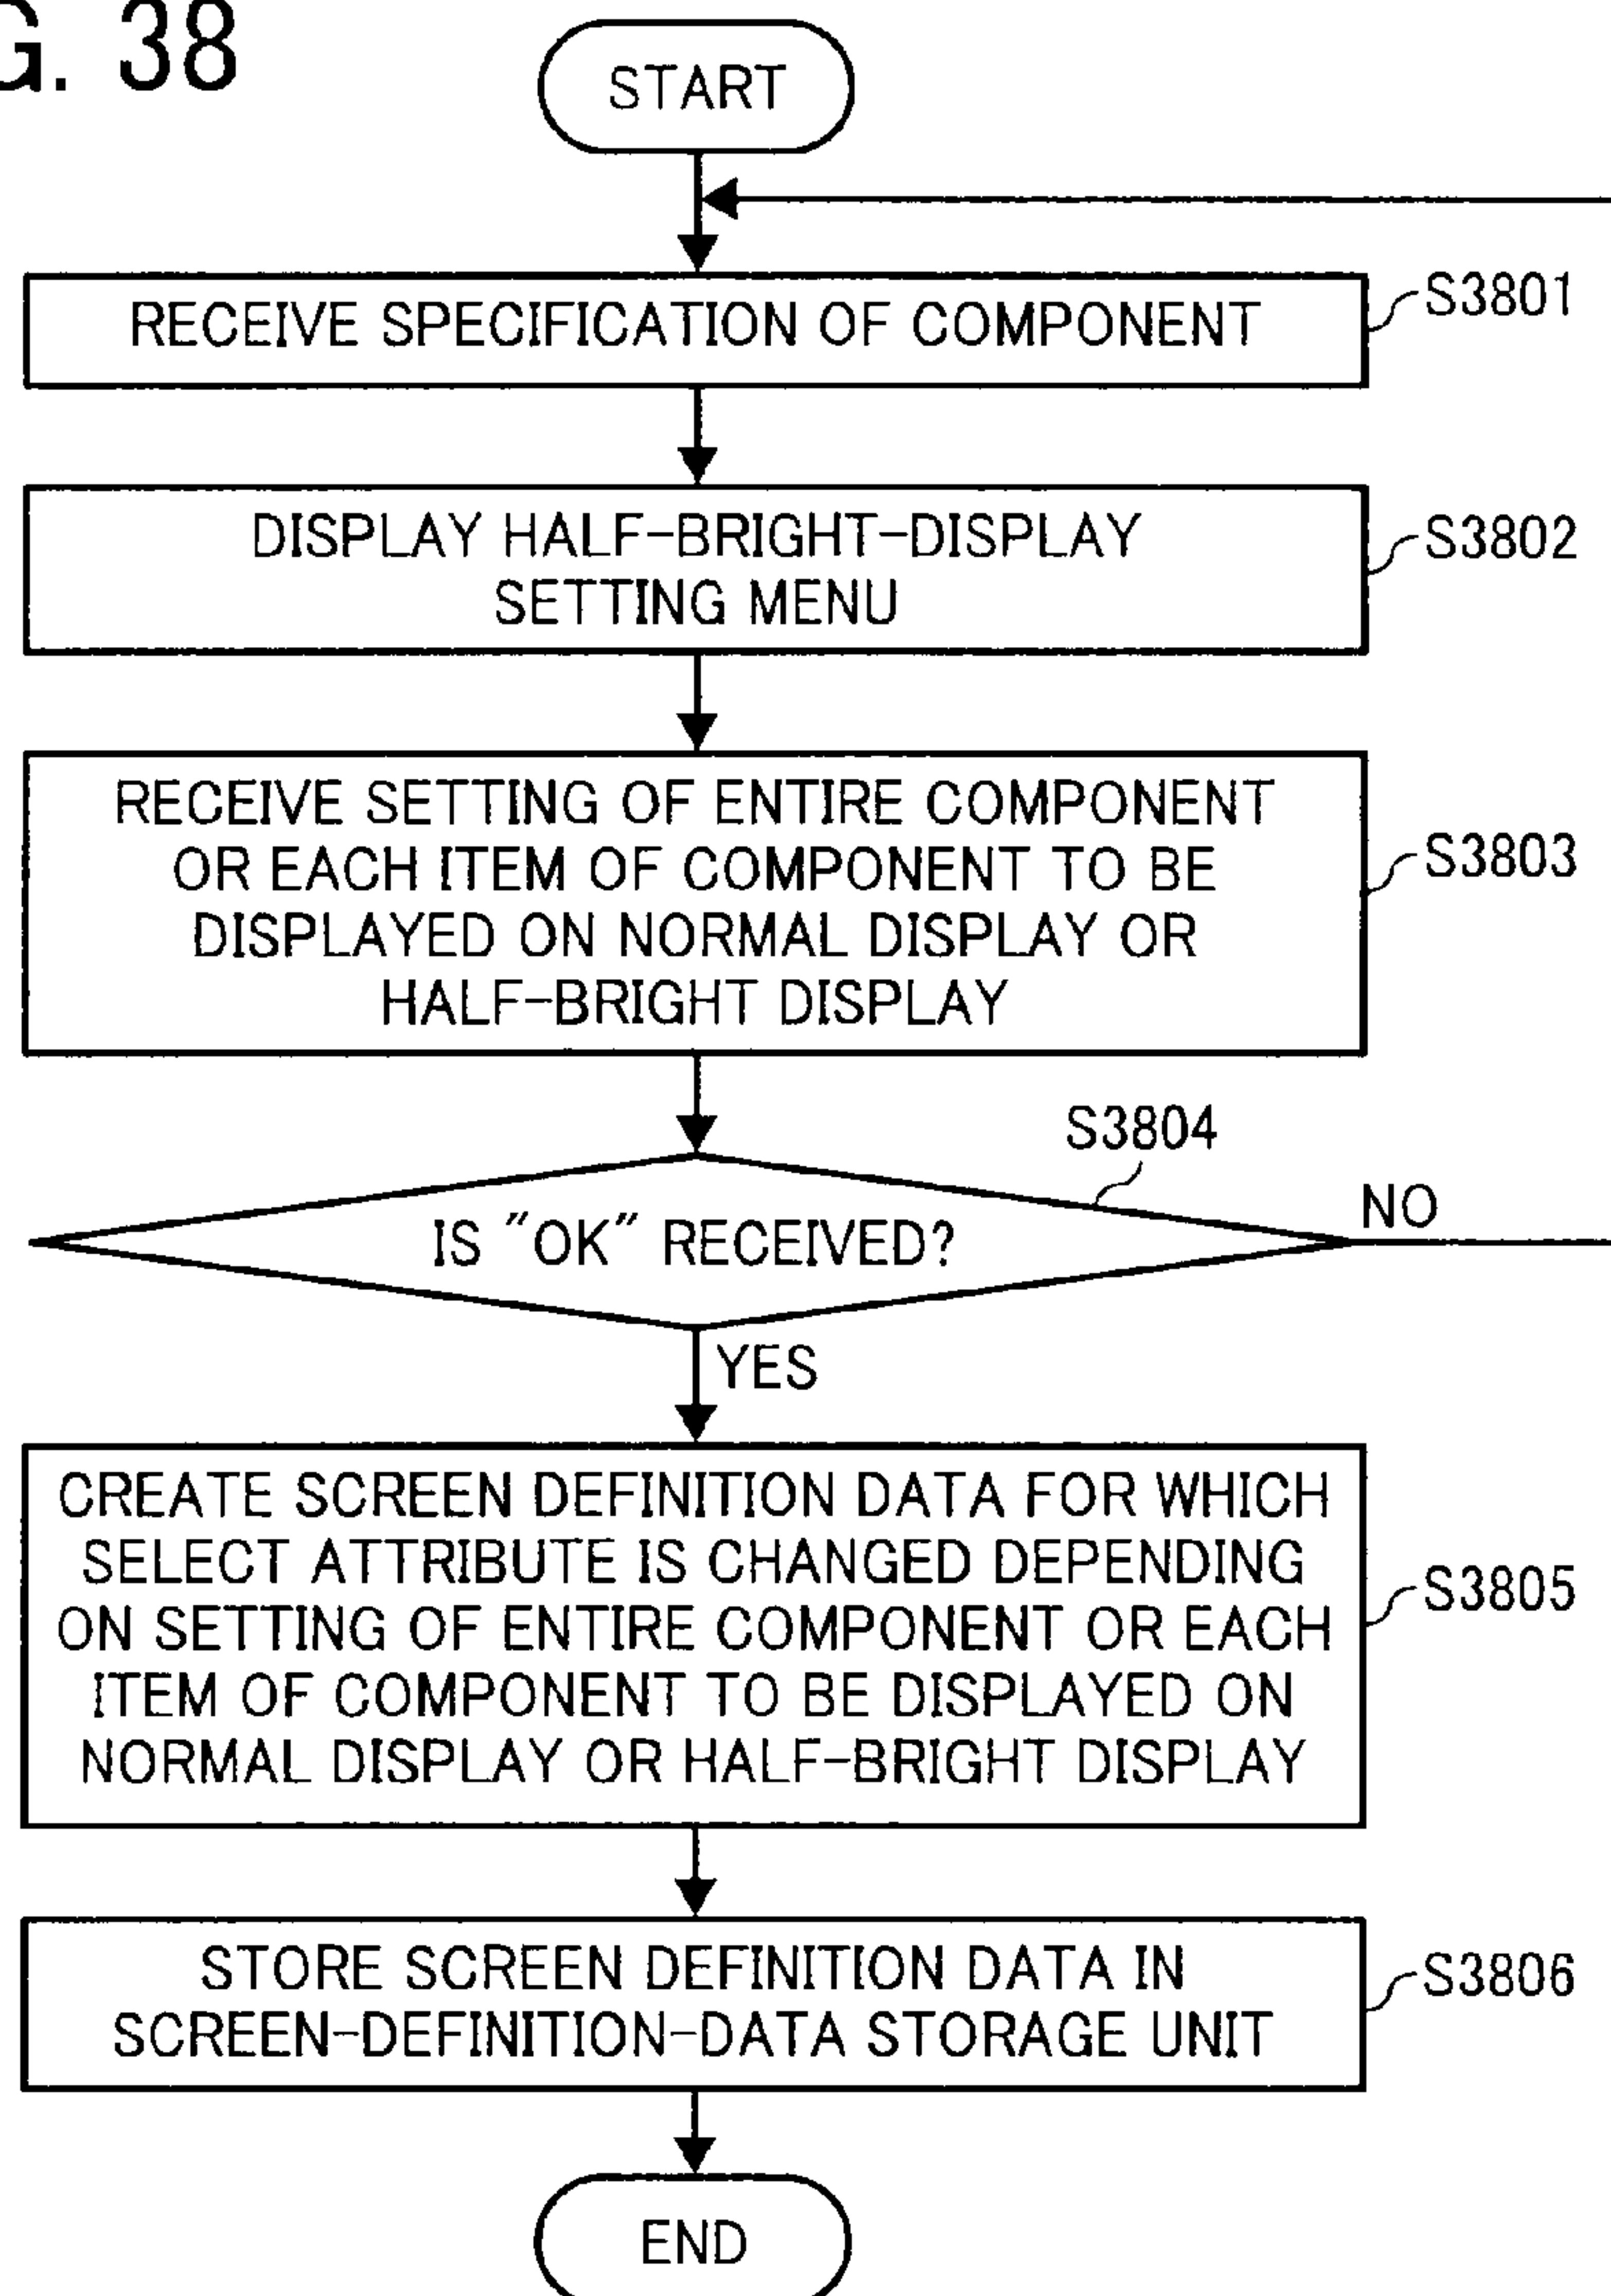 G. 38
START
RECEIVE SPECIFICATION OF COMPONENT
S3801
DISPLAY HALF-BRIGHT-DISPLAY
SETTING MENU
S3802
RECEIVE SETTING OF ENTIRE COMPONENT
OR EACH ITEM OF COMPONENT TO BE
DISPLAYED ON NORMAL DISPLAY OR
HALF-BRIGHT DISPLAY
S3803
S3804
IS "OK" RECEIVED?
NO
YES
CREATE SCREEN DEFINITION DATA FOR WHICH
SELECT ATTRIBUTE IS CHANGED DEPENDING
ON SETTING OF ENTIRE COMPONENT OR EACH
ITEM OF COMPONENT TO BE DISPLAYED ON
NORMAL DISPLAY OR HALF-BRIGHT DISPLAY
S3805
STORE SCREEN DEFINITION DATA IN
SCREEN-DEFINITION-DATA STORAGE UNIT
S3806
END